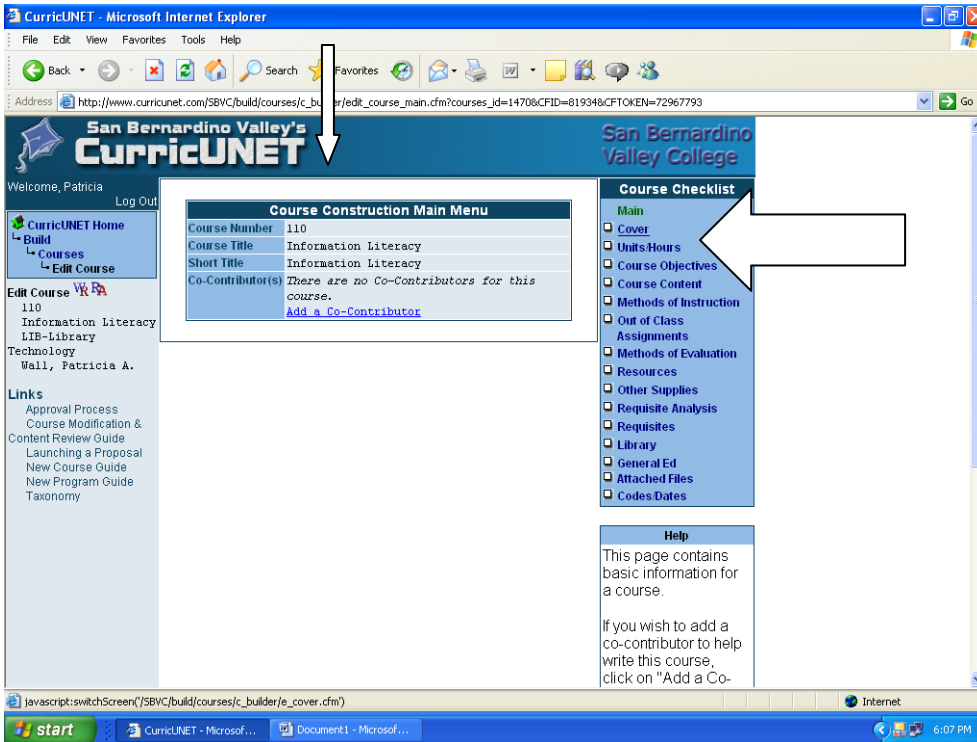 CurricUNET - Microsoft Internet Explorer
File Edit View Favorites Tools Help
Back Search Favorites
Address http://www.curricunet.com/SBVC/build/courses/c_builder/edit_course_main.cfm?courses_id=1470&CFID=81934&CFTOKEN=72967793 Go
San Bernardino Valley's
CurricUNET
San Bernardino
Valley College
Welcome, Patricia
Log Out
CurricUNET Home
Build
Courses
Edit Course
Edit Course WR RA
110
Information Literacy
LIB-Library
Technology
Wall, Patricia A.
Links
Approval Process
Course Modification &
Content Review Guide
Launching a Proposal
New Course Guide
New Program Guide
Taxonomy
Course Construction Main Menu
Course Number 110
Course Title Information Literacy
Short Title Information Literacy
Co-Contributor(s) There are no Co-Contributors for this
course.
Add a Co-Contributor
Course Checklist
Main
Cover
Units/Hours
Course Objectives
Course Content
Methods of Instruction
Out of Class
Assignments
Methods of Evaluation
Resources
Other Supplies
Requisite Analysis
Requisites
Library
General Ed
Attached Files
Codes/Dates
Help
This page contains
basic information for
a course.
If you wish to add a
co-contributor to help
write this course,
click on "Add a Co-
javascript:switchScreen('/SBVC/build/courses/c_builder/e_cover.cfm') Internet
start CurricUNET - Microsof... Document1 - Microsof... 6:07 PM